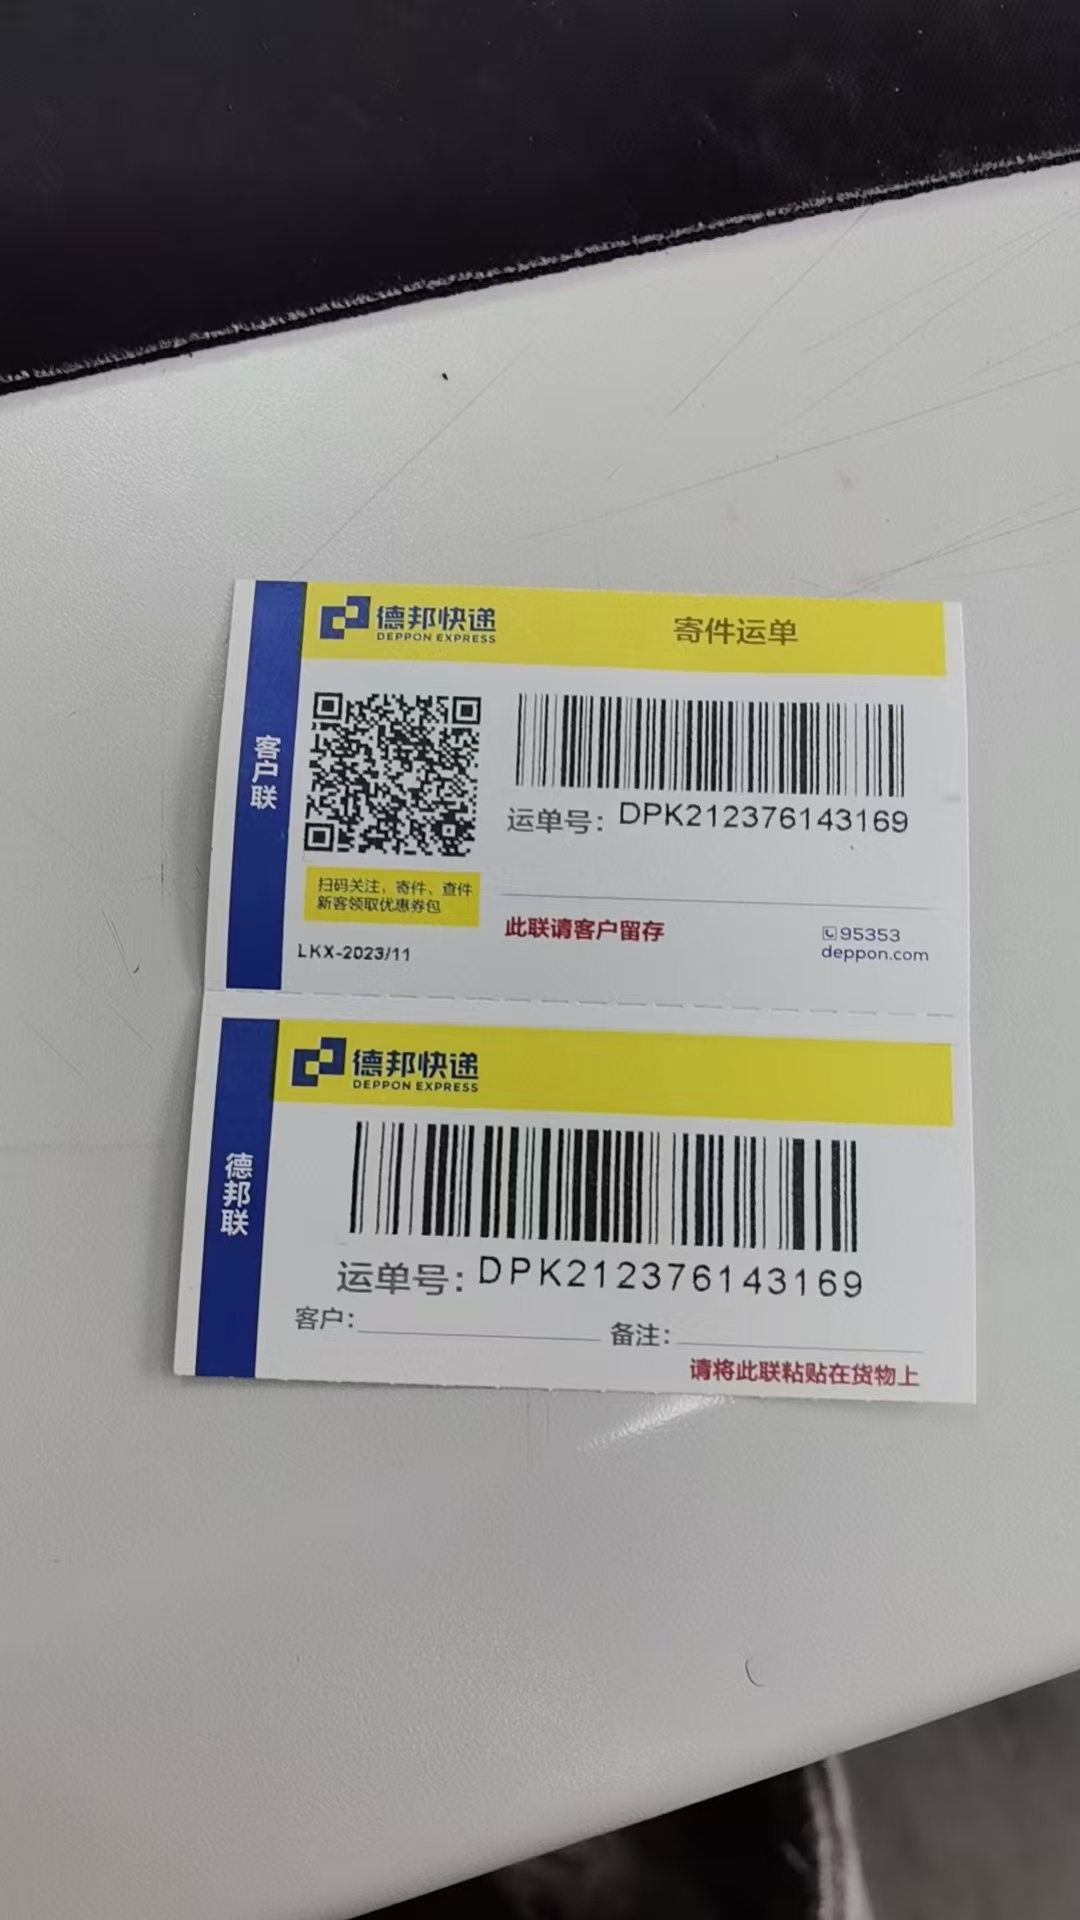 德邦快递
DEPPON EXPRESS
寄件运单
客户联
运单号：DPK212376143169
扫码关注，寄件、查件
新客领取优惠券包
此联请客户留存
95353
deppon.com
LKX-2023/11
德邦快递
DEPPON EXPRESS
德邦联
运单号：DPK212376143169
客户：
备注：
请将此联粘贴在货物上